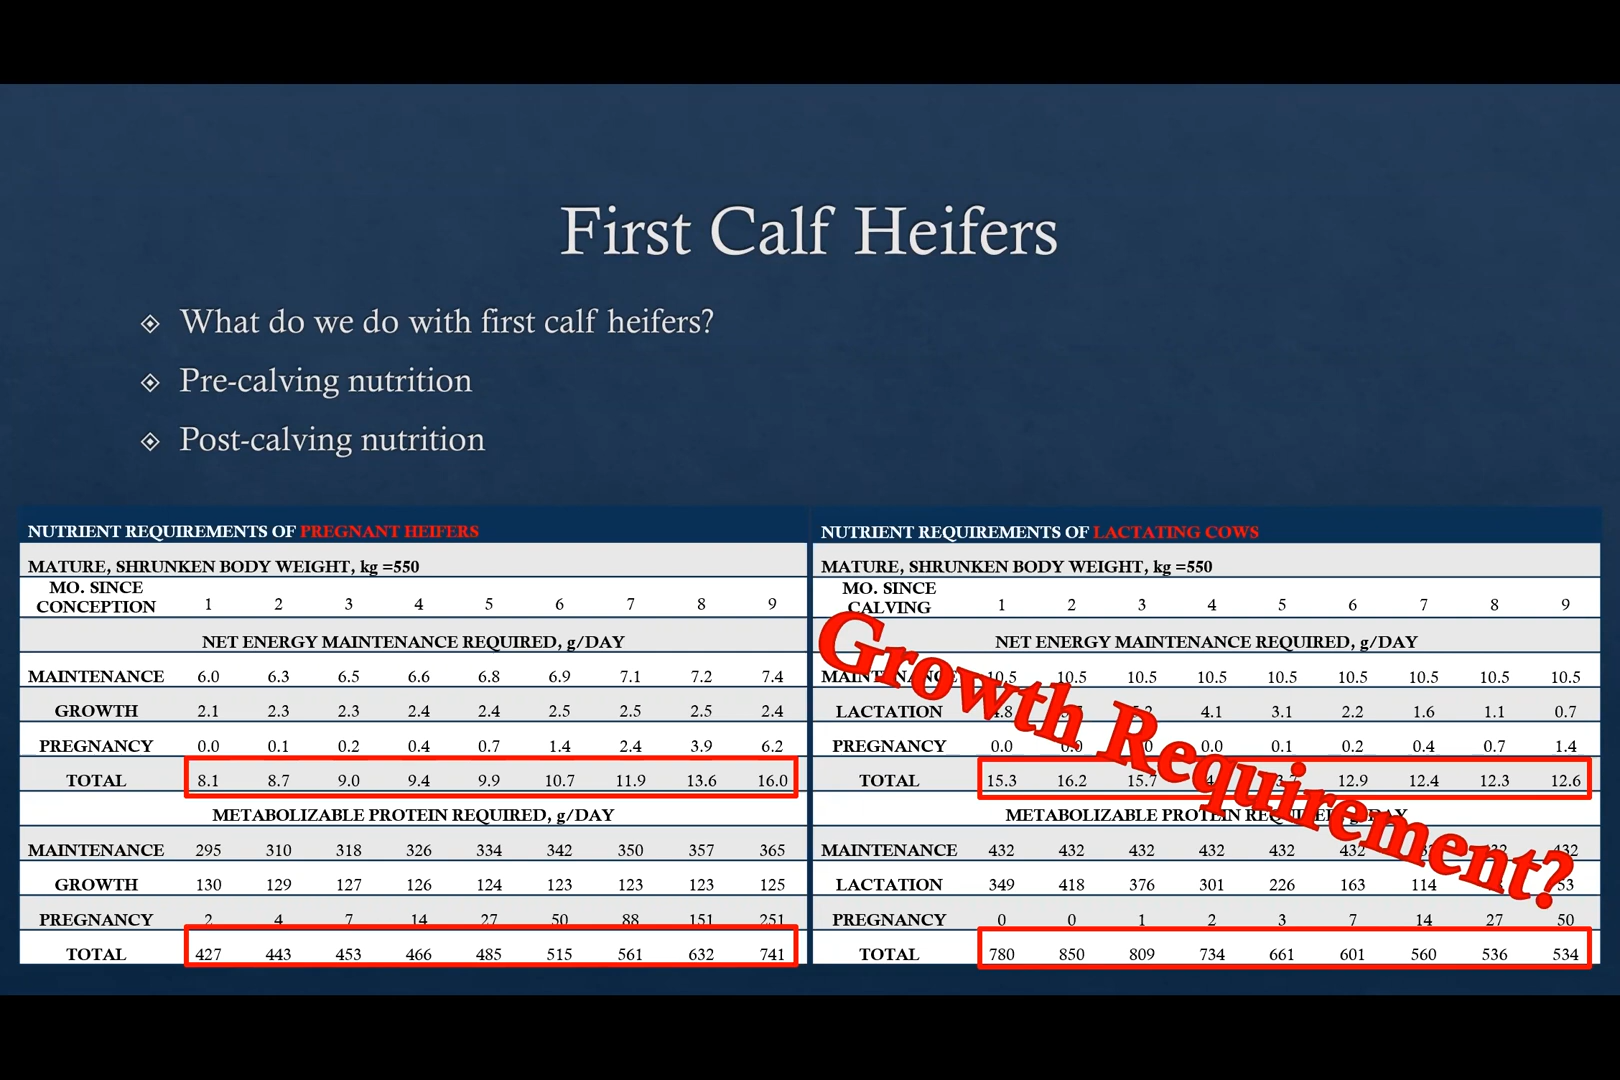 First Calf Heifers
What do we do with first calf heifers?
Pre-calving nutrition
Post-calving nutrition
NUTRIENT REQUIREMENTS OF PREGNANT HEIFERS
MATURE, SHRUNKEN BODY WEIGHT, kg =550
MO. SINCE
CONCEPTION 1 2 3 4 5 6 7 8 9
NET ENERGY MAINTENANCE REQUIRED, g/DAY
MAINTENANCE 6.0 6.3 6.5 6.6 6.8 6.9 7.1 7.2 7.4
GROWTH 2.1 2.3 2.3 2.4 2.4 2.5 2.5 2.5 2.4
PREGNANCY 0.0 0.1 0.2 0.4 0.7 1.4 2.4 3.9 6.2
TOTAL 8.1 8.7 9.0 9.4 9.9 10.7 11.9 13.6 16.0
METABOLIZABLE PROTEIN REQUIRED, g/DAY
MAINTENANCE 295 310 318 326 334 342 350 357 365
GROWTH 130 129 127 126 124 123 123 123 125
PREGNANCY 2 4 7 14 27 50 88 151 251
TOTAL 427 443 453 466 485 515 561 632 741
NUTRIENT REQUIREMENTS OF LACTATING COWS
MATURE, SHRUNKEN BODY WEIGHT, kg =550
MO. SINCE
CALVING 1 2 3 4 5 6 7 8 9
NET ENERGY MAINTENANCE REQUIRED, g/DAY
MAINTENANCE 10.5 10.5 10.5 10.5 10.5 10.5 10.5 10.5 10.5
LACTATION 4.1 3.1 2.2 1.6 1.1 0.7
PREGNANCY 0.0 0.0 0.0 0.1 0.2 0.4 0.7 1.4
TOTAL 15.3 16.2 15.7 12.9 12.4 12.3 12.6
METABOLIZABLE PROTEIN REQUIRED, g/DAY
MAINTENANCE 432 432 432 432 432 432 432
LACTATION 349 418 376 301 226 163 114 53
PREGNANCY 0 0 1 2 3 7 14 27 50
TOTAL 780 850 809 734 661 601 560 536 534
Growth Requirement?